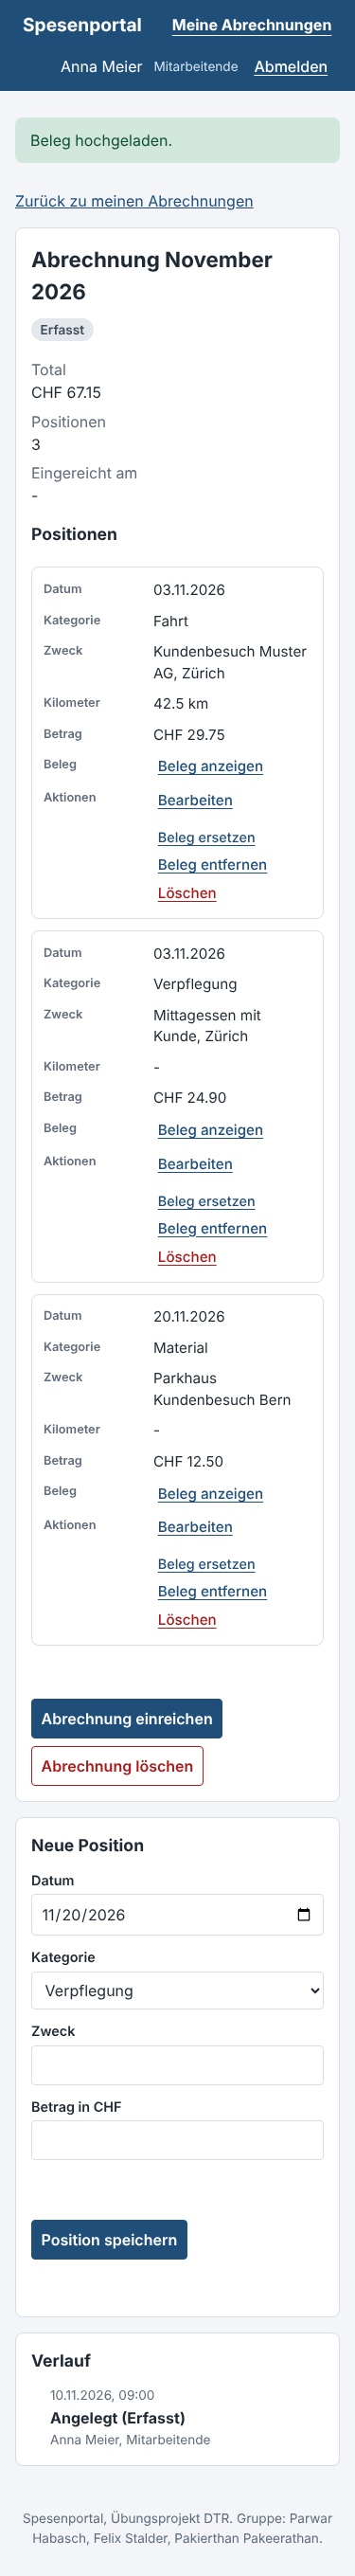 Spesenportal
Meine Abrechnungen
Anna Meier Mitarbeitende Abmelden
Beleg hochgeladen.
Zurück zu meinen Abrechnungen
Abrechnung November
2026
Erfasst
Total
CHF 67.15
Positionen
3
Eingereicht am
-
Positionen
Datum 03.11.2026
Kategorie Fahrt
Zweck Kundenbesuch Muster
AG, Zürich
Kilometer 42.5 km
Betrag CHF 29.75
Beleg Beleg anzeigen
Aktionen Bearbeiten
Beleg ersetzen
Beleg entfernen
Löschen
Datum 03.11.2026
Kategorie Verpflegung
Zweck Mittagessen mit
Kunde, Zürich
Kilometer -
Betrag CHF 24.90
Beleg Beleg anzeigen
Aktionen Bearbeiten
Beleg ersetzen
Beleg entfernen
Löschen
Datum 20.11.2026
Kategorie Material
Zweck Parkhaus
Kundenbesuch Bern
Kilometer -
Betrag CHF 12.50
Beleg Beleg anzeigen
Aktionen Bearbeiten
Beleg ersetzen
Beleg entfernen
Löschen
Abrechnung einreichen
Abrechnung löschen
Neue Position
Datum
11/20/2026
Kategorie
Verpflegung
Zweck
Betrag in CHF
Position speichern
Verlauf
10.11.2026, 09:00
Angelegt (Erfasst)
Anna Meier, Mitarbeitende
Spesenportal, Übungsprojekt DTR. Gruppe: Parwar
Habasch, Felix Stalder, Pakierthan Pakeerathan.